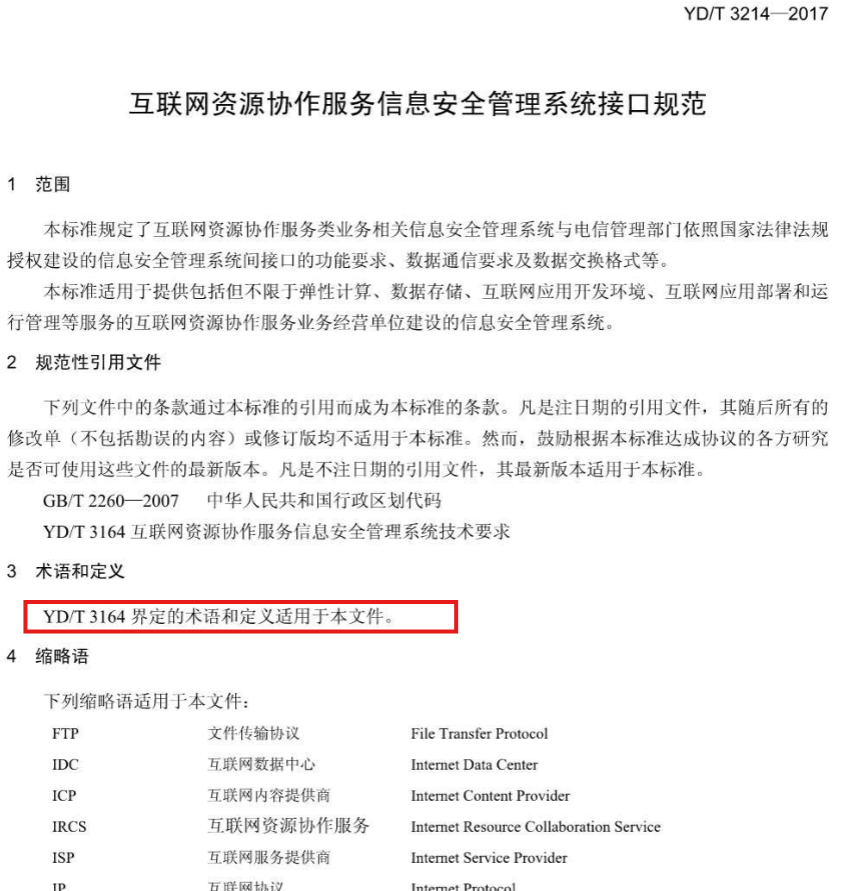 YD/T 3214—2017
互联网资源协作服务信息安全管理系统接口规范
1 范围
本标准规定了互联网资源协作服务类业务相关信息安全管理系统与电信管理部门依照国家法律法规
授权建设的信息安全管理系统间接口的功能要求、数据通信要求及数据交换格式等。
本标准适用于提供包括但不限于弹性计算、数据存储、互联网应用开发环境、互联网应用部署和运
行管理等服务的互联网资源协作服务业务经营单位建设的信息安全管理系统。
2 规范性引用文件
下列文件中的条款通过本标准的引用而成为本标准的条款。凡是注日期的引用文件，其随后所有的
修改单（不包括勘误的内容）或修订版均不适用于本标准。然而，鼓励根据本标准达成协议的各方研究
是否可使用这些文件的最新版本。凡是不注日期的引用文件，其最新版本适用于本标准。
GB/T 2260—2007 中华人民共和国行政区划代码
YD/T 3164 互联网资源协作服务信息安全管理系统技术要求
3 术语和定义
YD/T 3164 界定的术语和定义适用于本文件。
4 缩略语
下列缩略语适用于本文件：
FTP 文件传输协议 File Transfer Protocol
IDC 互联网数据中心 Internet Data Center
ICP 互联网内容提供商 Internet Content Provider
IRCS 互联网资源协作服务 Internet Resource Collaboration Service
ISP 互联网服务提供商 Internet Service Provider
IP 互联网协议 Internet Protocol